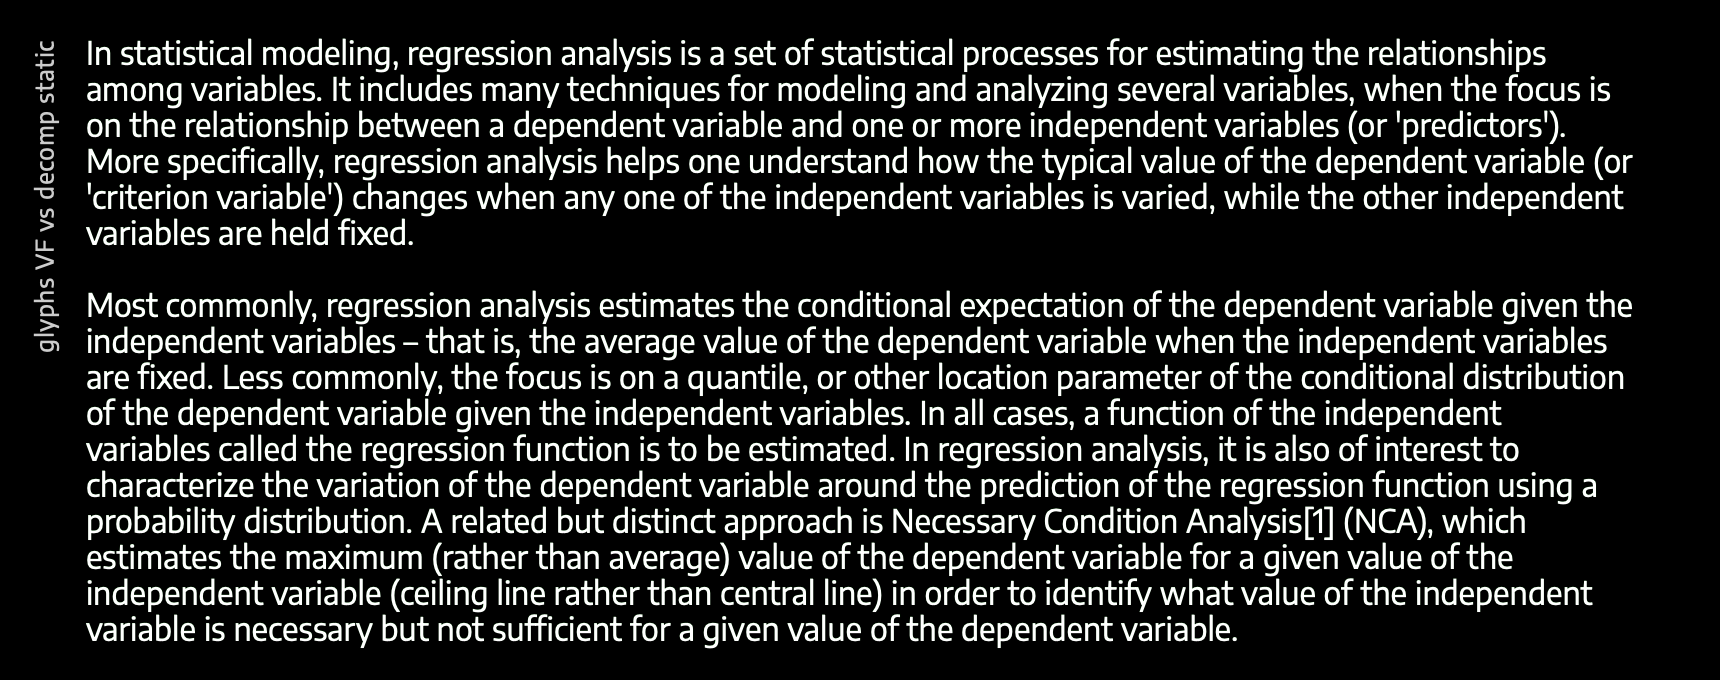 glyphs VF vs decomp static
In statistical modeling, regression analysis is a set of statistical processes for estimating the relationships
among variables. It includes many techniques for modeling and analyzing several variables, when the focus is
on the relationship between a dependent variable and one or more independent variables (or 'predictors').
More specifically, regression analysis helps one understand how the typical value of the dependent variable (or
'criterion variable') changes when any one of the independent variables is varied, while the other independent
variables are held fixed.

Most commonly, regression analysis estimates the conditional expectation of the dependent variable given the
independent variables – that is, the average value of the dependent variable when the independent variables
are fixed. Less commonly, the focus is on a quantile, or other location parameter of the conditional distribution
of the dependent variable given the independent variables. In all cases, a function of the independent
variables called the regression function is to be estimated. In regression analysis, it is also of interest to
characterize the variation of the dependent variable around the prediction of the regression function using a
probability distribution. A related but distinct approach is Necessary Condition Analysis[1] (NCA), which
estimates the maximum (rather than average) value of the dependent variable for a given value of the
independent variable (ceiling line rather than central line) in order to identify what value of the independent
variable is necessary but not sufficient for a given value of the dependent variable.